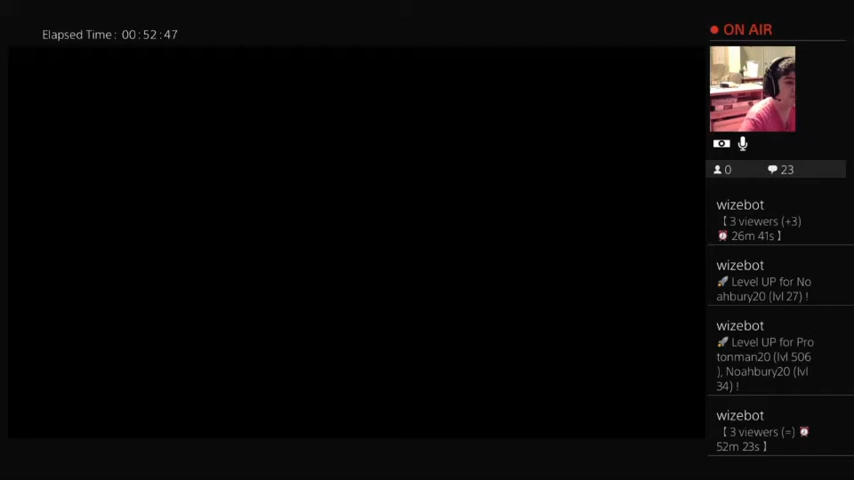 Elapsed Time: 00:52:47
ON AIR
0 23
wizebot
【3 viewers (+3)
⏰ 26m 41s】
wizebot
🚀 Level UP for No
ahbury20 (lvl 27) !
wizebot
🚀 Level UP for Pro
tonman20 (lvl 506
), Noahbury20 (lvl
34) !
wizebot
【3 viewers (=) ⏰
52m 23s】